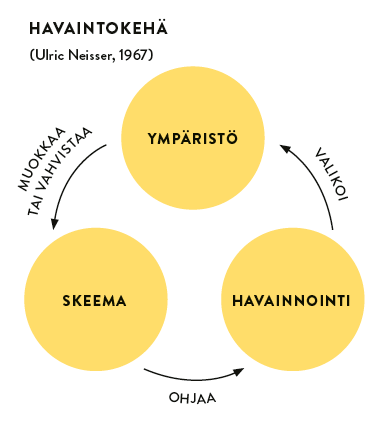 HAVAINTOKEHÄ
(Ulric Neisser, 1967)
YMPÄRISTÖ
MUOKKAA
TAI VAHVISTAA
VALIKOI
SKEEMA
HAVAINNOINTI
OHJAA